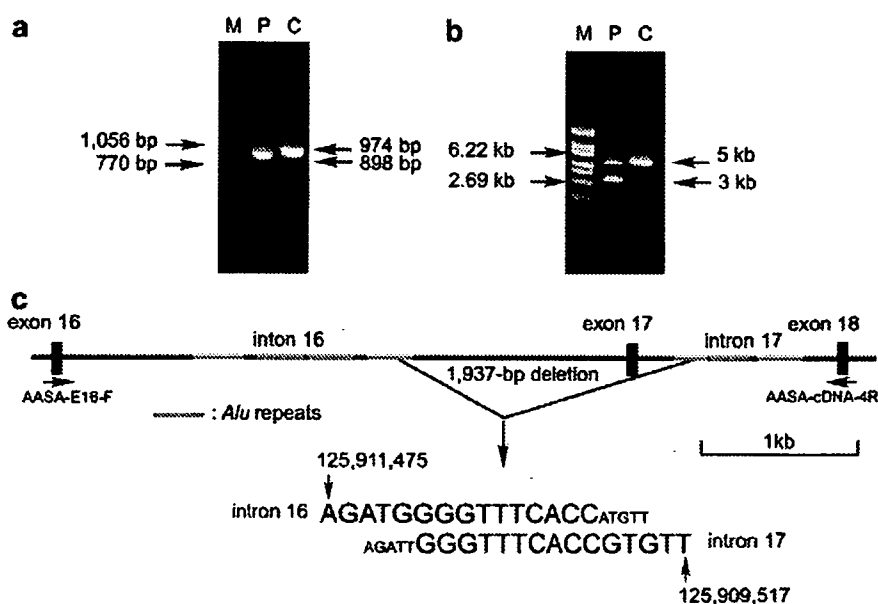 a
M P C
1,056 bp
770 bp
974 bp
898 bp
b
M P C
6.22 kb
2.69 kb
5 kb
3 kb
c
exon 16
inton 16
exon 17
intron 17
exon 18
1,937-bp deletion
AASA-E16-F
AASA-cDNA-4R
: Alu repeats
1kb
125,911,475
intron 16 AGATGGGGTTTCACCATGTT
AGATTGGGTTTCACCGTGTT intron 17
125,909,517